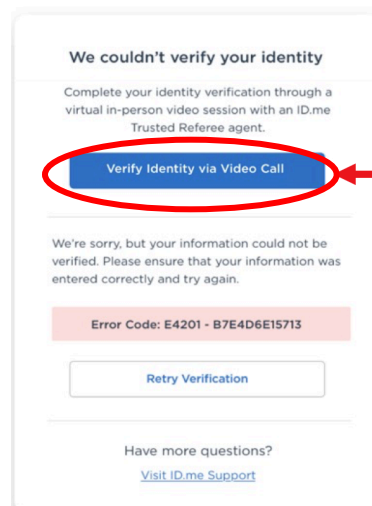 We couldn't verify your identity
Complete your identity verification through a
virtual in-person video session with an ID.me
Trusted Referee agent.
Verify Identity via Video Call
We're sorry, but your information could not be
verified. Please ensure that your information was
entered correctly and try again.
Error Code: E4201 - B7E4D6E15713
Retry Verification
Have more questions?
Visit ID.me Support